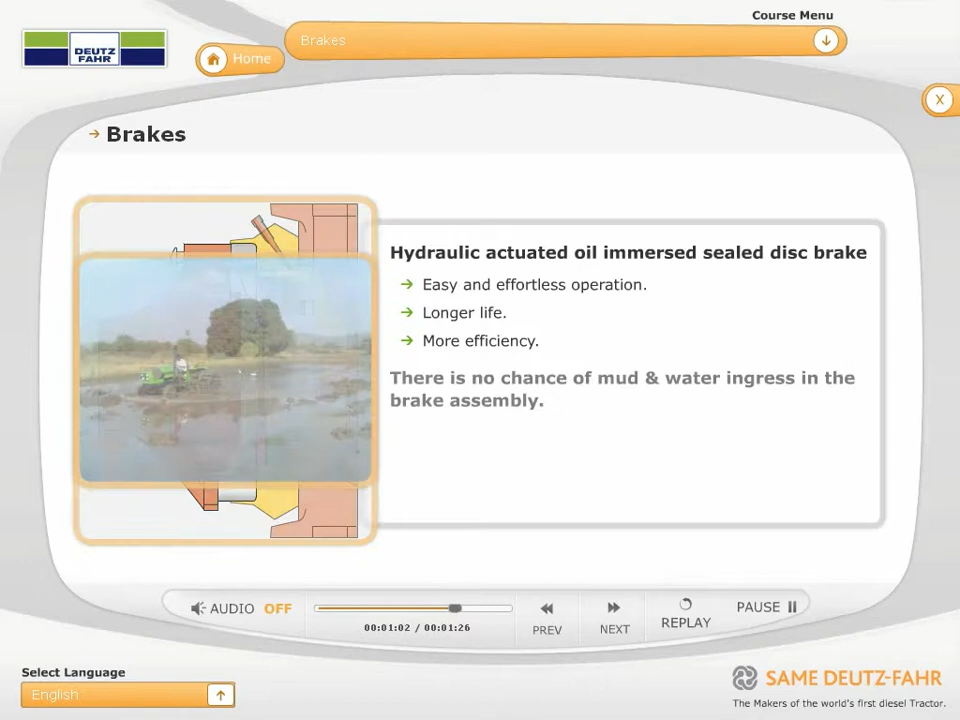 Course Menu
DEUTZ
FAHR
Home
Brakes
X
Brakes
Hydraulic actuated oil immersed sealed disc brake
Easy and effortless operation.
Longer life.
More efficiency.
There is no chance of mud & water ingress in the
brake assembly.
AUDIO OFF
00:01:02 / 00:01:26
PREV
NEXT
REPLAY
PAUSE
Select Language
English
SAME DEUTZ-FAHR
The Makers of the world's first diesel Tractor.